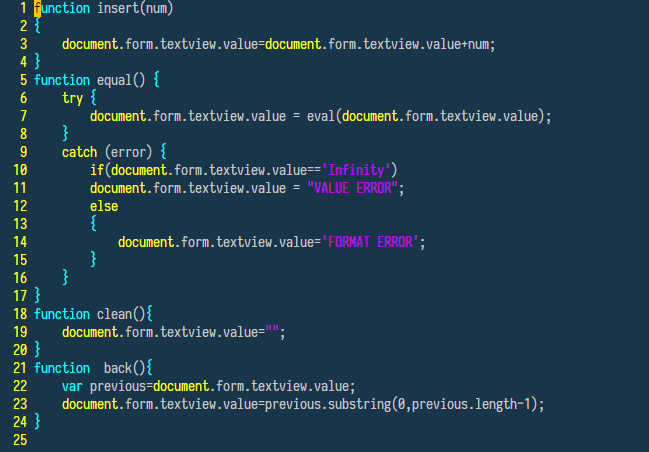 1 function insert(num)
2 {
3     document.form.textview.value=document.form.textview.value+num;
4 }
5 function equal() {
6     try {
7         document.form.textview.value = eval(document.form.textview.value);
8     }
9     catch (error) {
10         if(document.form.textview.value=='Infinity')
11         document.form.textview.value = "VALUE ERROR";
12         else
13         {
14             document.form.textview.value='FORMAT ERROR';
15         }
16     }
17 }
18 function clean(){
19     document.form.textview.value="";
20 }
21 function  back(){
22     var previous=document.form.textview.value;
23     document.form.textview.value=previous.substring(0,previous.length-1);
24 }
25